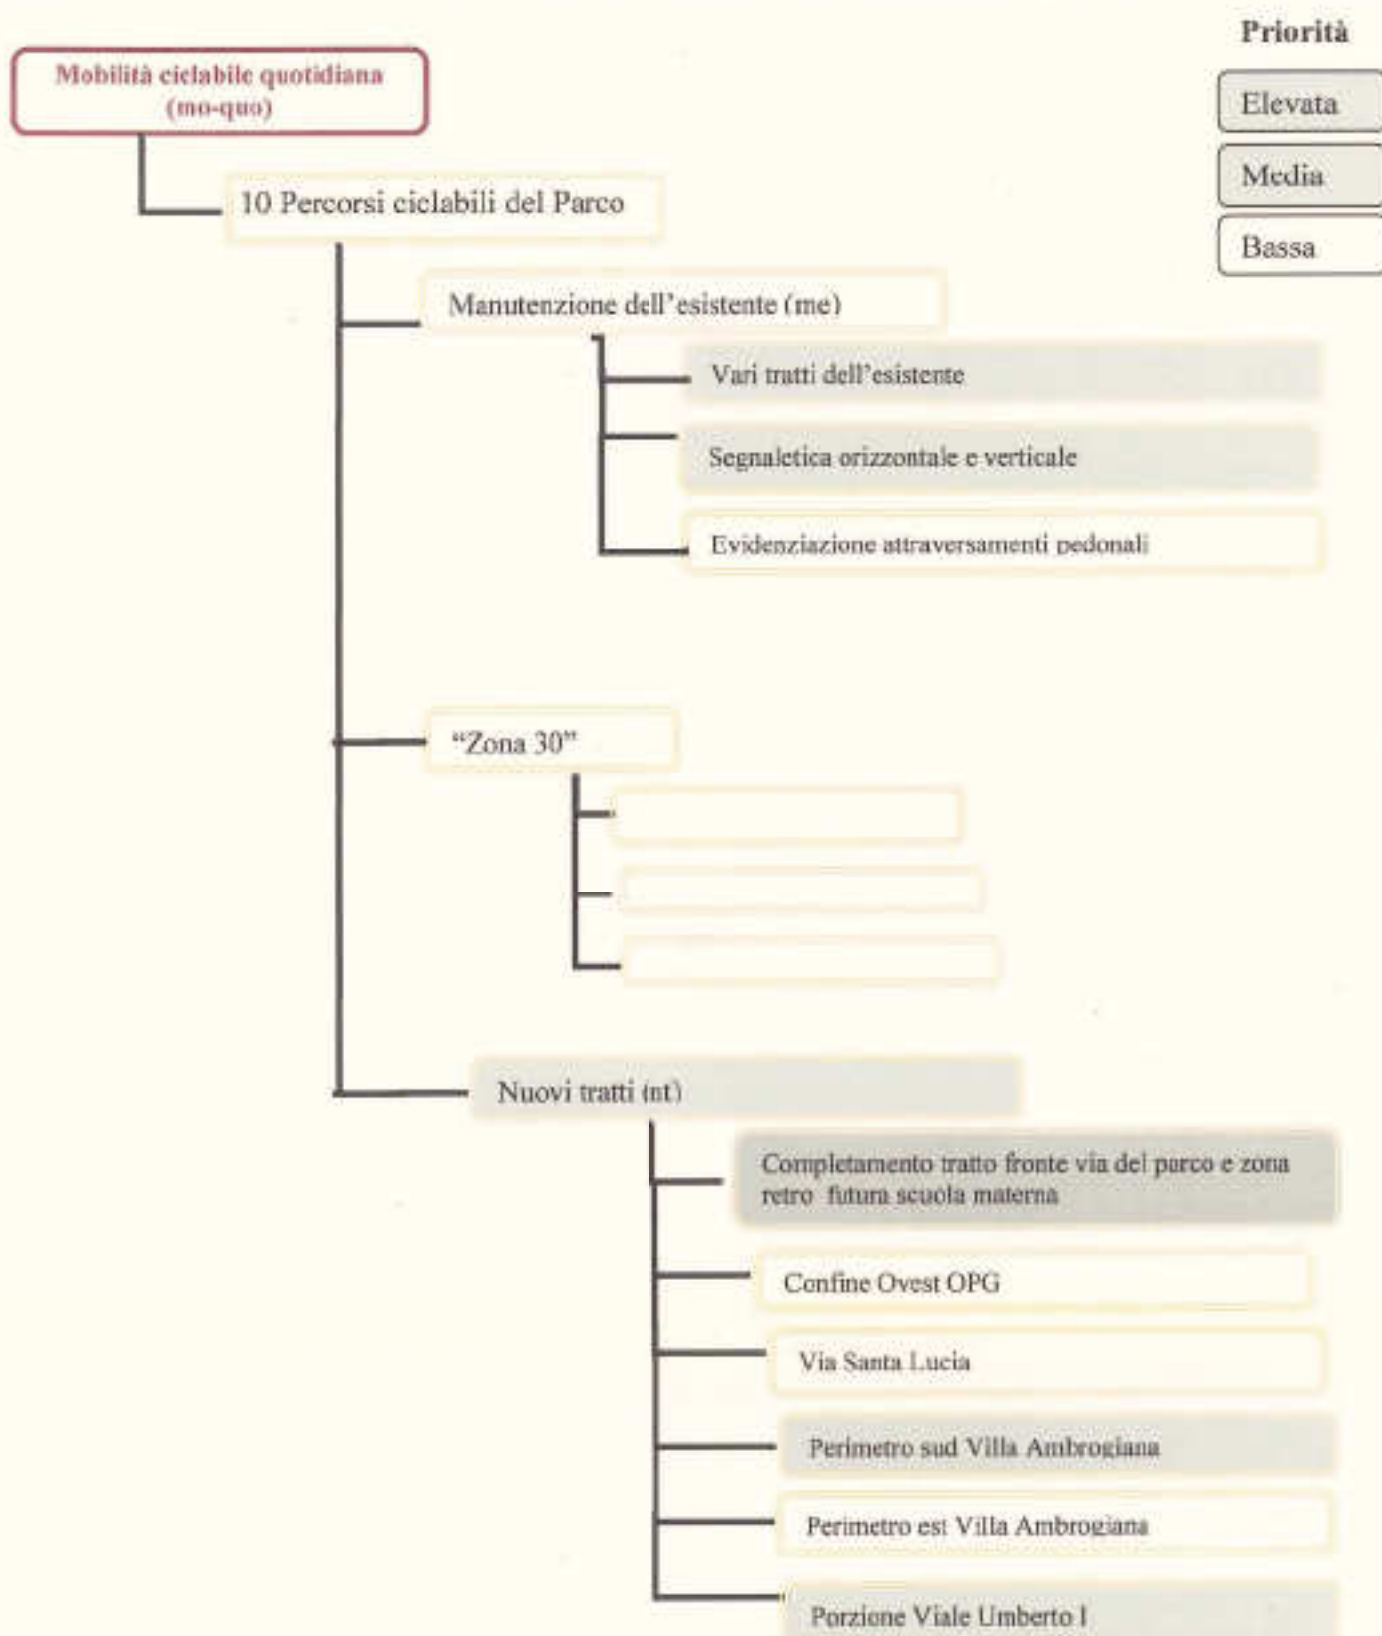 Priorità
Mobilità ciclabile quotidiana
(mo-quo)
Elevata
Media
Bassa
10 Percorsi ciclabili del Parco
Manutenzione dell'esistente (me)
Vari tratti dell'esistente
Segnaletica orizzontale e verticale
Evidenziazione attraversamenti pedonali
“Zona 30”
Nuovi tratti (nt)
Completamento tratto fronte via del parco e zona
retro futura scuola materna
Confine Ovest OPG
Via Santa Lucia
Perimetro sud Villa Ambrogiana
Perimetro est Villa Ambrogiana
Porzione Viale Umberto I